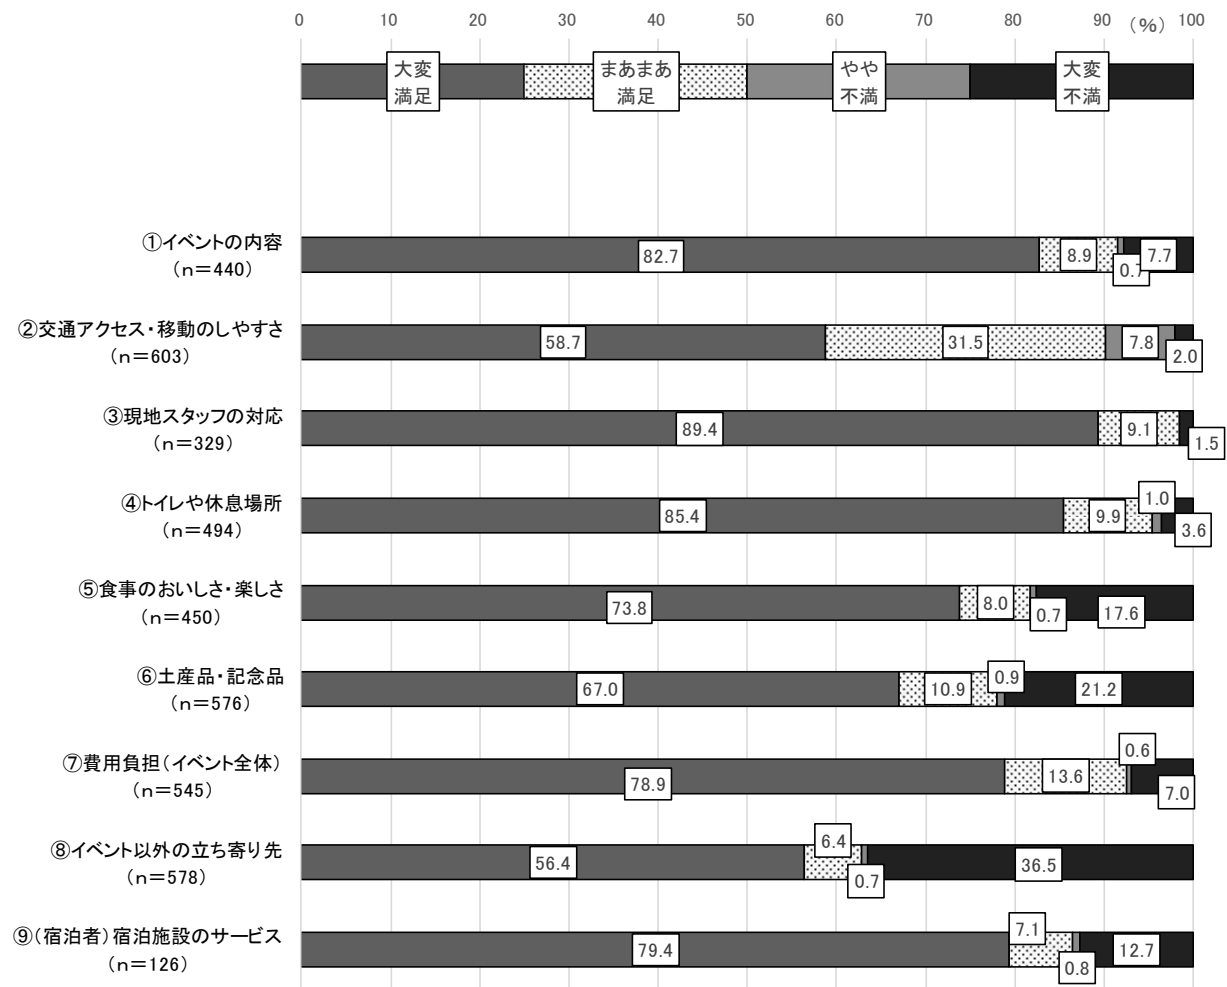 0 10 20 30 40 50 60 70 80 90 100
（%）
大変
満足
まあまあ
満足
やや
不満
大変
不満
①イベントの内容
（n＝440）
82.7 8.9 0.7 7.7
②交通アクセス・移動のしやすさ
（n＝603）
58.7 31.5 7.8 2.0
③現地スタッフの対応
（n＝329）
89.4 9.1 1.5
④トイレや休息場所
（n＝494）
85.4 9.9 1.0 3.6
⑤食事のおいしさ・楽しさ
（n＝450）
73.8 8.0 0.7 17.6
⑥土産品・記念品
（n＝576）
67.0 10.9 0.9 21.2
⑦費用負担（イベント全体）
（n＝545）
78.9 13.6 0.6 7.0
⑧イベント以外の立ち寄り先
（n＝578）
56.4 6.4 0.7 36.5
⑨（宿泊者）宿泊施設のサービス
（n＝126）
79.4 7.1 0.8 12.7